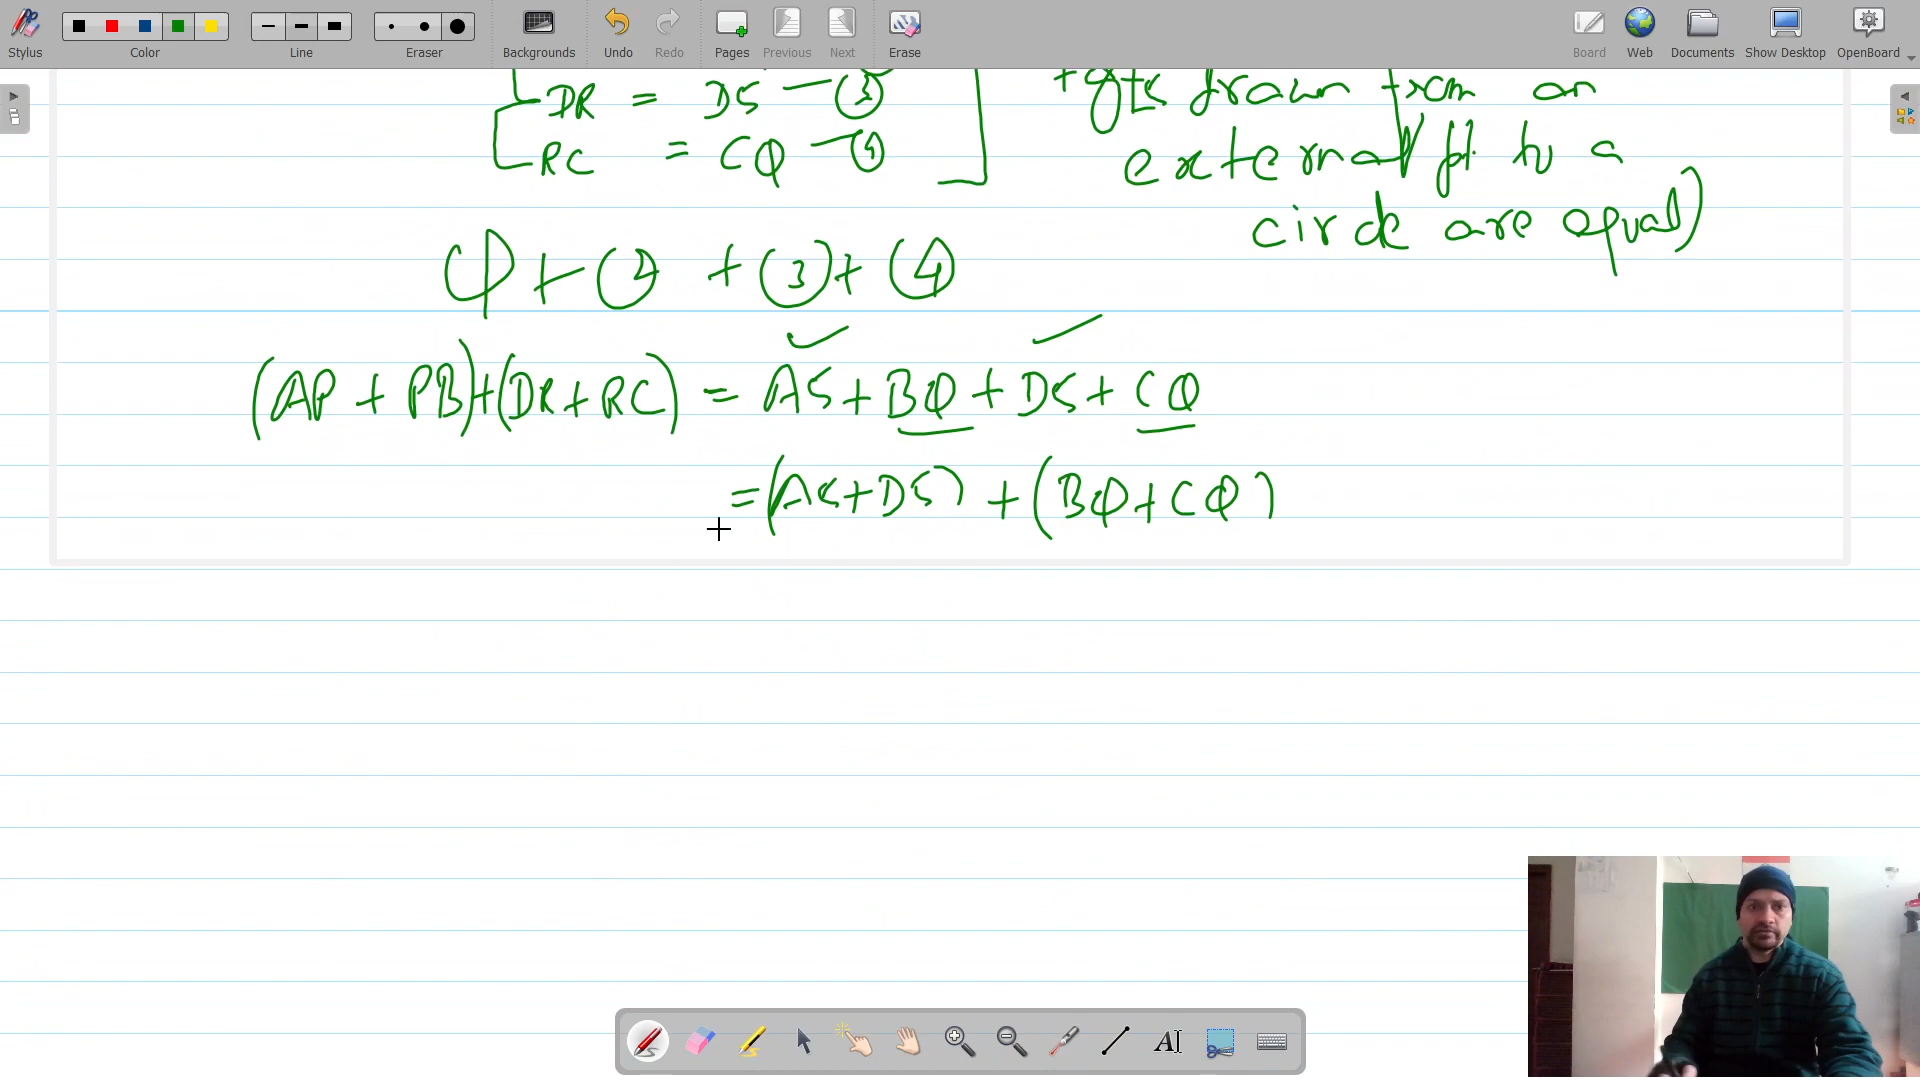 Stylus
Color
Line
Eraser
Backgrounds
Undo
Redo
Pages
Previous
Next
Erase
Board
Web
Documents
Show Desktop
OpenBoard
DR = DS — ③
RC = CQ — ④
tgts drawn from an
external pt. to a
circle are equal)
① + ② + ③ + ④
(AP + PB) + (DR + RC) = AS + BQ + DS + CQ
= (AS + DS) + (BQ + CQ)